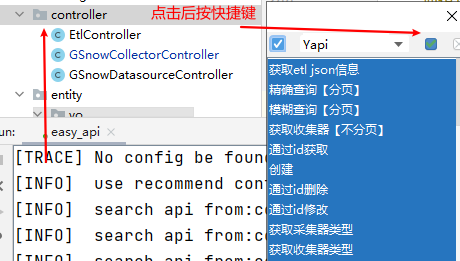 controller
点击后按快捷键
EtlController
GSnowCollectorController
GSnowDatasourceController
entity
vo
Yapi
获取etl json信息
精确查询【分页】
模糊查询【分页】
获取收集器【不分页】
通过id获取
创建
通过id删除
通过id修改
获取采集器类型
获取收集器类型
un:
easy_api
[TRACE] No config be foun
[INFO] use recommend con
[INFO] search api from:co
[INFO] search api from:co
[INFO] search api from:co